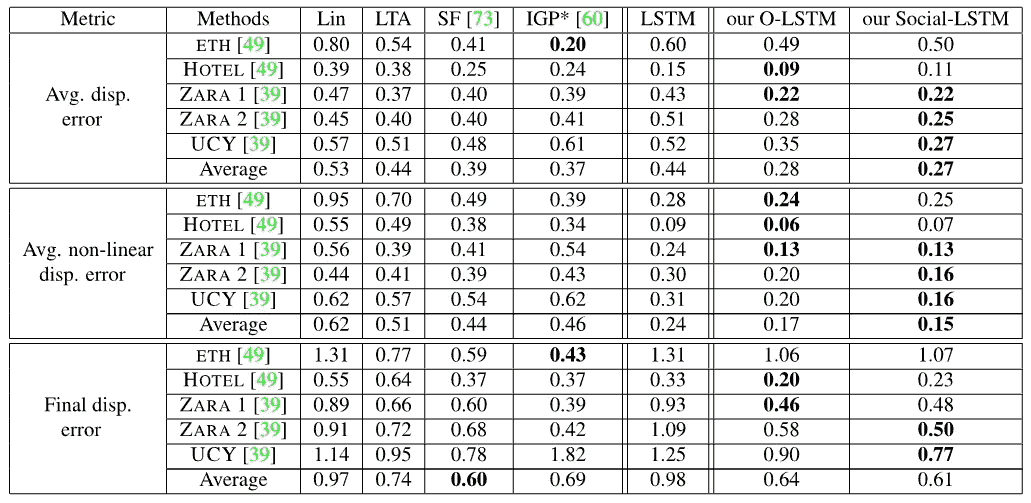 Metric Methods Lin LTA SF [73] IGP* [60] LSTM our O-LSTM our Social-LSTM
ETH [49] 0.80 0.54 0.41 0.20 0.60 0.49 0.50
HOTEL [49] 0.39 0.38 0.25 0.24 0.15 0.09 0.11
Avg. disp. ZARA 1 [39] 0.47 0.37 0.40 0.39 0.43 0.22 0.22
error ZARA 2 [39] 0.45 0.40 0.40 0.41 0.51 0.28 0.25
UCY [39] 0.57 0.51 0.48 0.61 0.52 0.35 0.27
Average 0.53 0.44 0.39 0.37 0.44 0.28 0.27
ETH [49] 0.95 0.70 0.49 0.39 0.28 0.24 0.25
HOTEL [49] 0.55 0.49 0.38 0.34 0.09 0.06 0.07
Avg. non-linear ZARA 1 [39] 0.56 0.39 0.41 0.54 0.24 0.13 0.13
disp. error ZARA 2 [39] 0.44 0.41 0.39 0.43 0.30 0.20 0.16
UCY [39] 0.62 0.57 0.54 0.62 0.31 0.20 0.16
Average 0.62 0.51 0.44 0.46 0.24 0.17 0.15
ETH [49] 1.31 0.77 0.59 0.43 1.31 1.06 1.07
HOTEL [49] 0.55 0.64 0.37 0.37 0.33 0.20 0.23
Final disp. ZARA 1 [39] 0.89 0.66 0.60 0.39 0.93 0.46 0.48
error ZARA 2 [39] 0.91 0.72 0.68 0.42 1.09 0.58 0.50
UCY [39] 1.14 0.95 0.78 1.82 1.25 0.90 0.77
Average 0.97 0.74 0.60 0.69 0.98 0.64 0.61